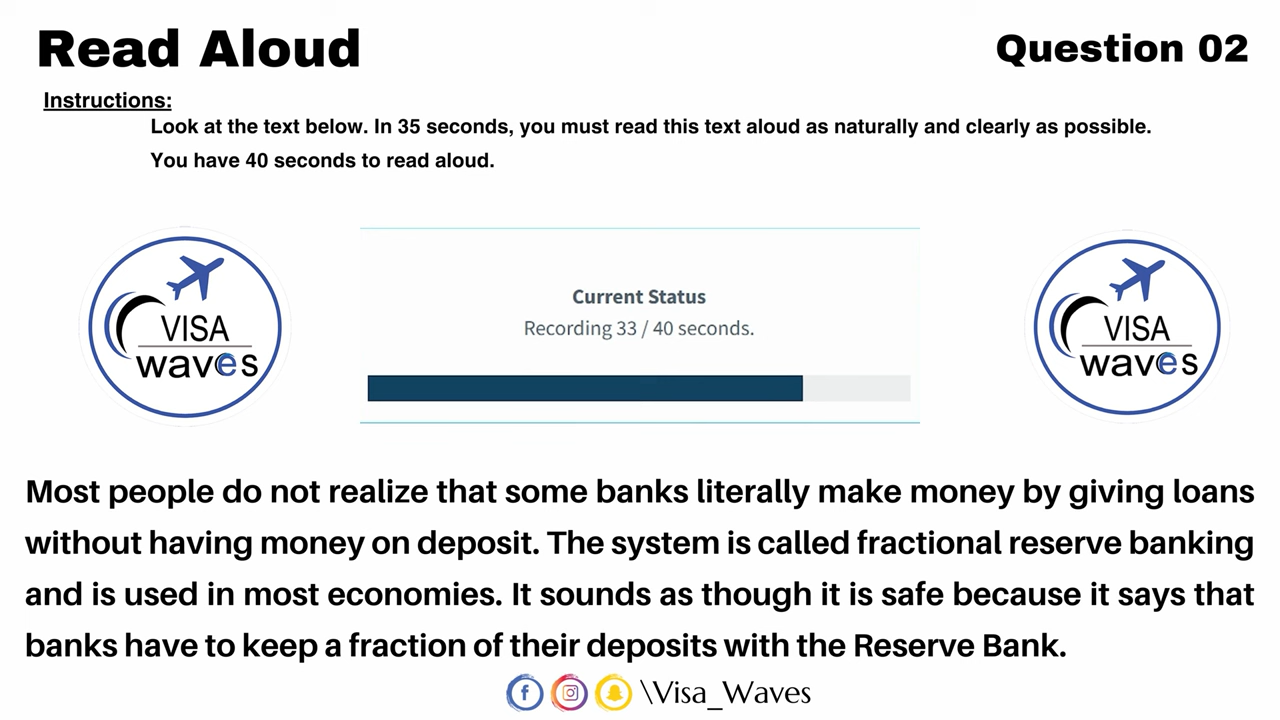 Read Aloud
Question 02
Instructions:
Look at the text below. In 35 seconds, you must read this text aloud as naturally and clearly as possible.
You have 40 seconds to read aloud.
VISA
waves
Current Status
Recording 33 / 40 seconds.
VISA
waves
Most people do not realize that some banks literally make money by giving loans
without having money on deposit. The system is called fractional reserve banking
and is used in most economies. It sounds as though it is safe because it says that
banks have to keep a fraction of their deposits with the Reserve Bank.
\Visa_Waves